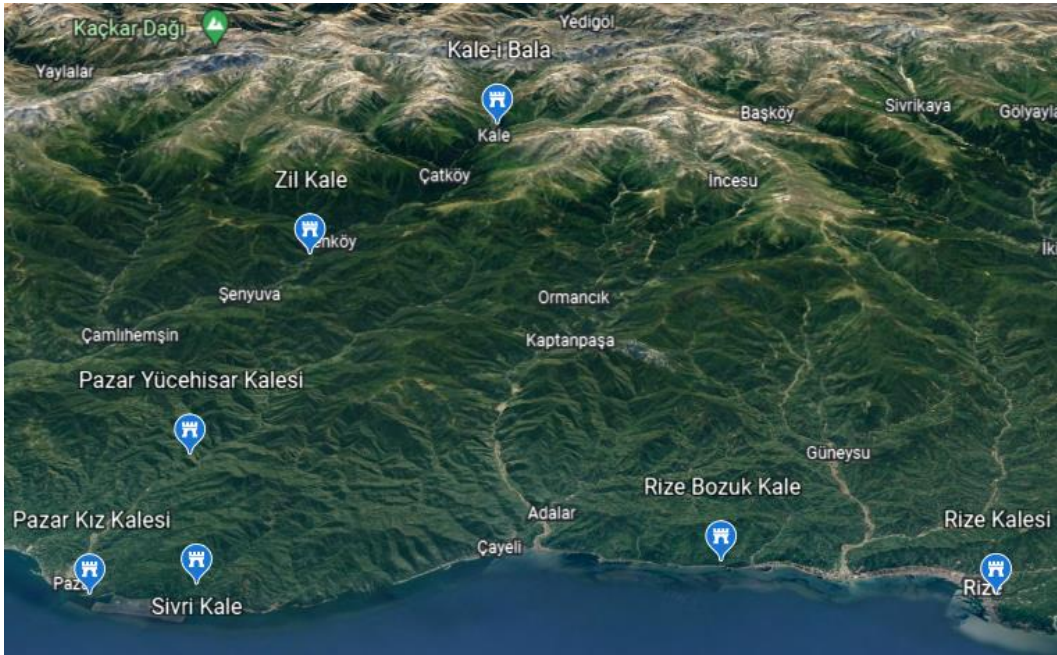 Kaçkar Dağı
Yedigöl
Kale-i Bala
Yaylalar
Sivrikaya
Başköy
Kale
Çatköy
İncesu
Zil Kale
Şenyuva
Ormancık
Çamlıhemşin
Kaptanpaşa
Pazar Yücehisar Kalesi
Güneysu
Rize Bozuk Kale
Adalar
Pazar Kız Kalesi
Rize Kalesi
Çayeli
Rize
Sivri Kale